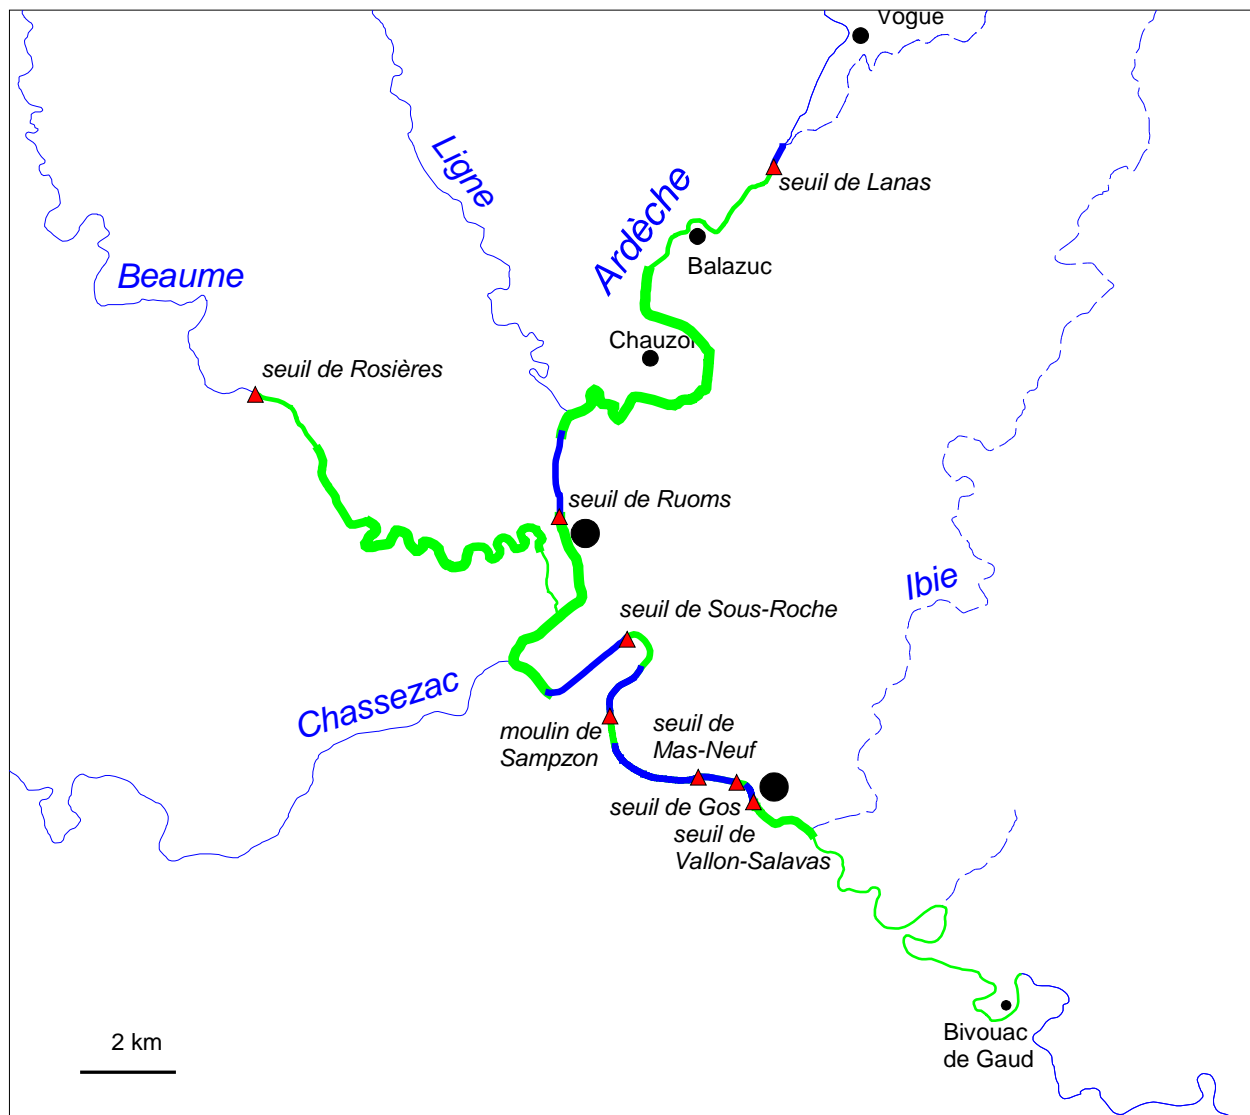 Vogue
Ligne
Ardèche
seuil de Lanas
Balazuc
Beaume
Chauzon
seuil de Rosières
seuil de Ruoms
Ibie
seuil de Sous-Roche
Chassezac
moulin de
Sampzon
seuil de
Mas-Neuf
seuil de Gos
seuil de
Vallon-Salavas
Bivouac
de Gaud
2 km